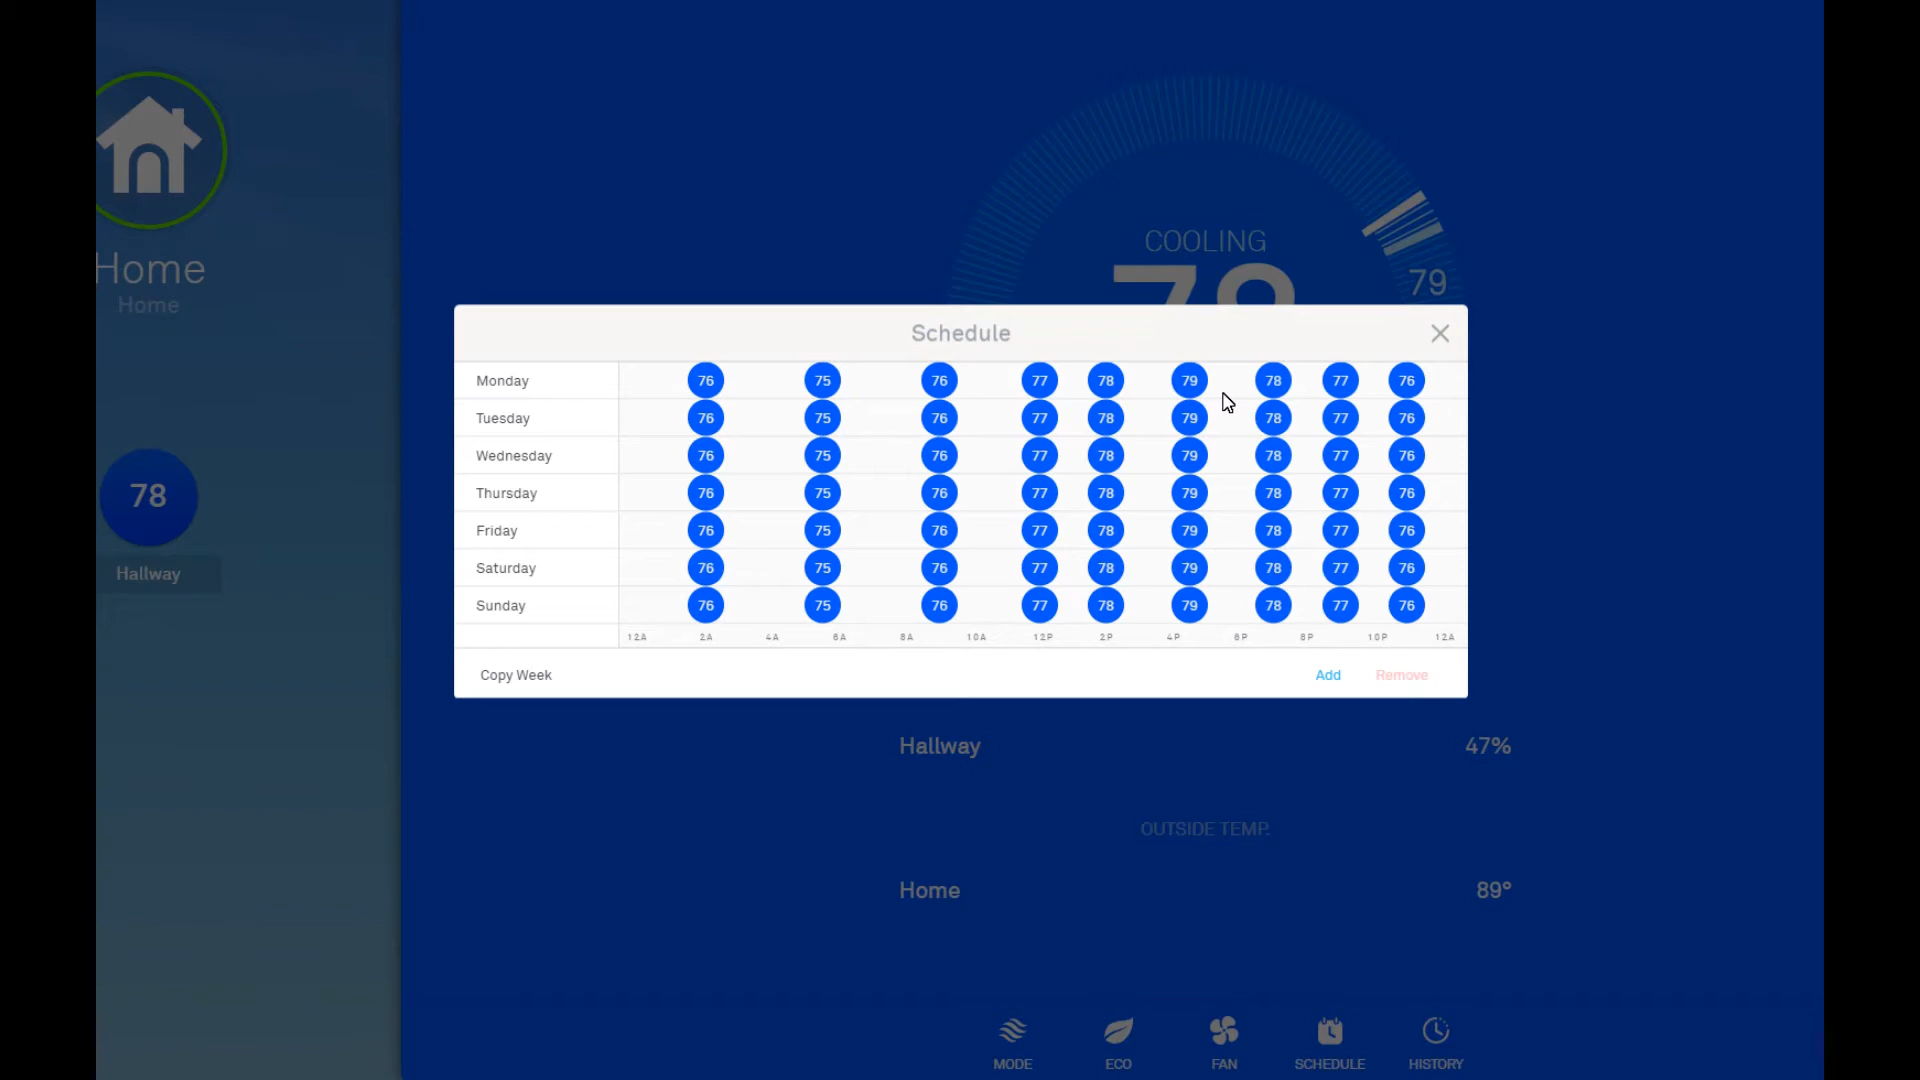 Home
Home
78
Hallway
COOLING
78
79
Schedule
Monday 76 75 76 77 78 79 78 77 76
Tuesday 76 75 76 77 78 79 78 77 76
Wednesday 76 75 76 77 78 79 78 77 76
Thursday 76 75 76 77 78 79 78 77 76
Friday 76 75 76 77 78 79 78 77 76
Saturday 76 75 76 77 78 79 78 77 76
Sunday 76 75 76 77 78 79 78 77 76
12A 2A 4A 6A 8A 10A 12P 2P 4P 6P 8P 10P 12A
Copy Week Add Remove
Hallway 47%
OUTSIDE TEMP.
Home 89°
MODE ECO FAN SCHEDULE HISTORY